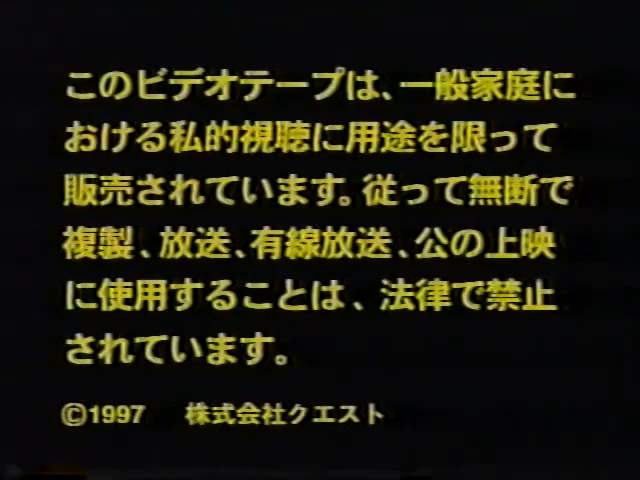 このビデオテープは、一般家庭に
おける私的視聴に用途を限って
販売されています。従って無断で
複製、放送、有線放送、公の上映
に使用することは、法律で禁止
されています。
©1997 株式会社クエスト